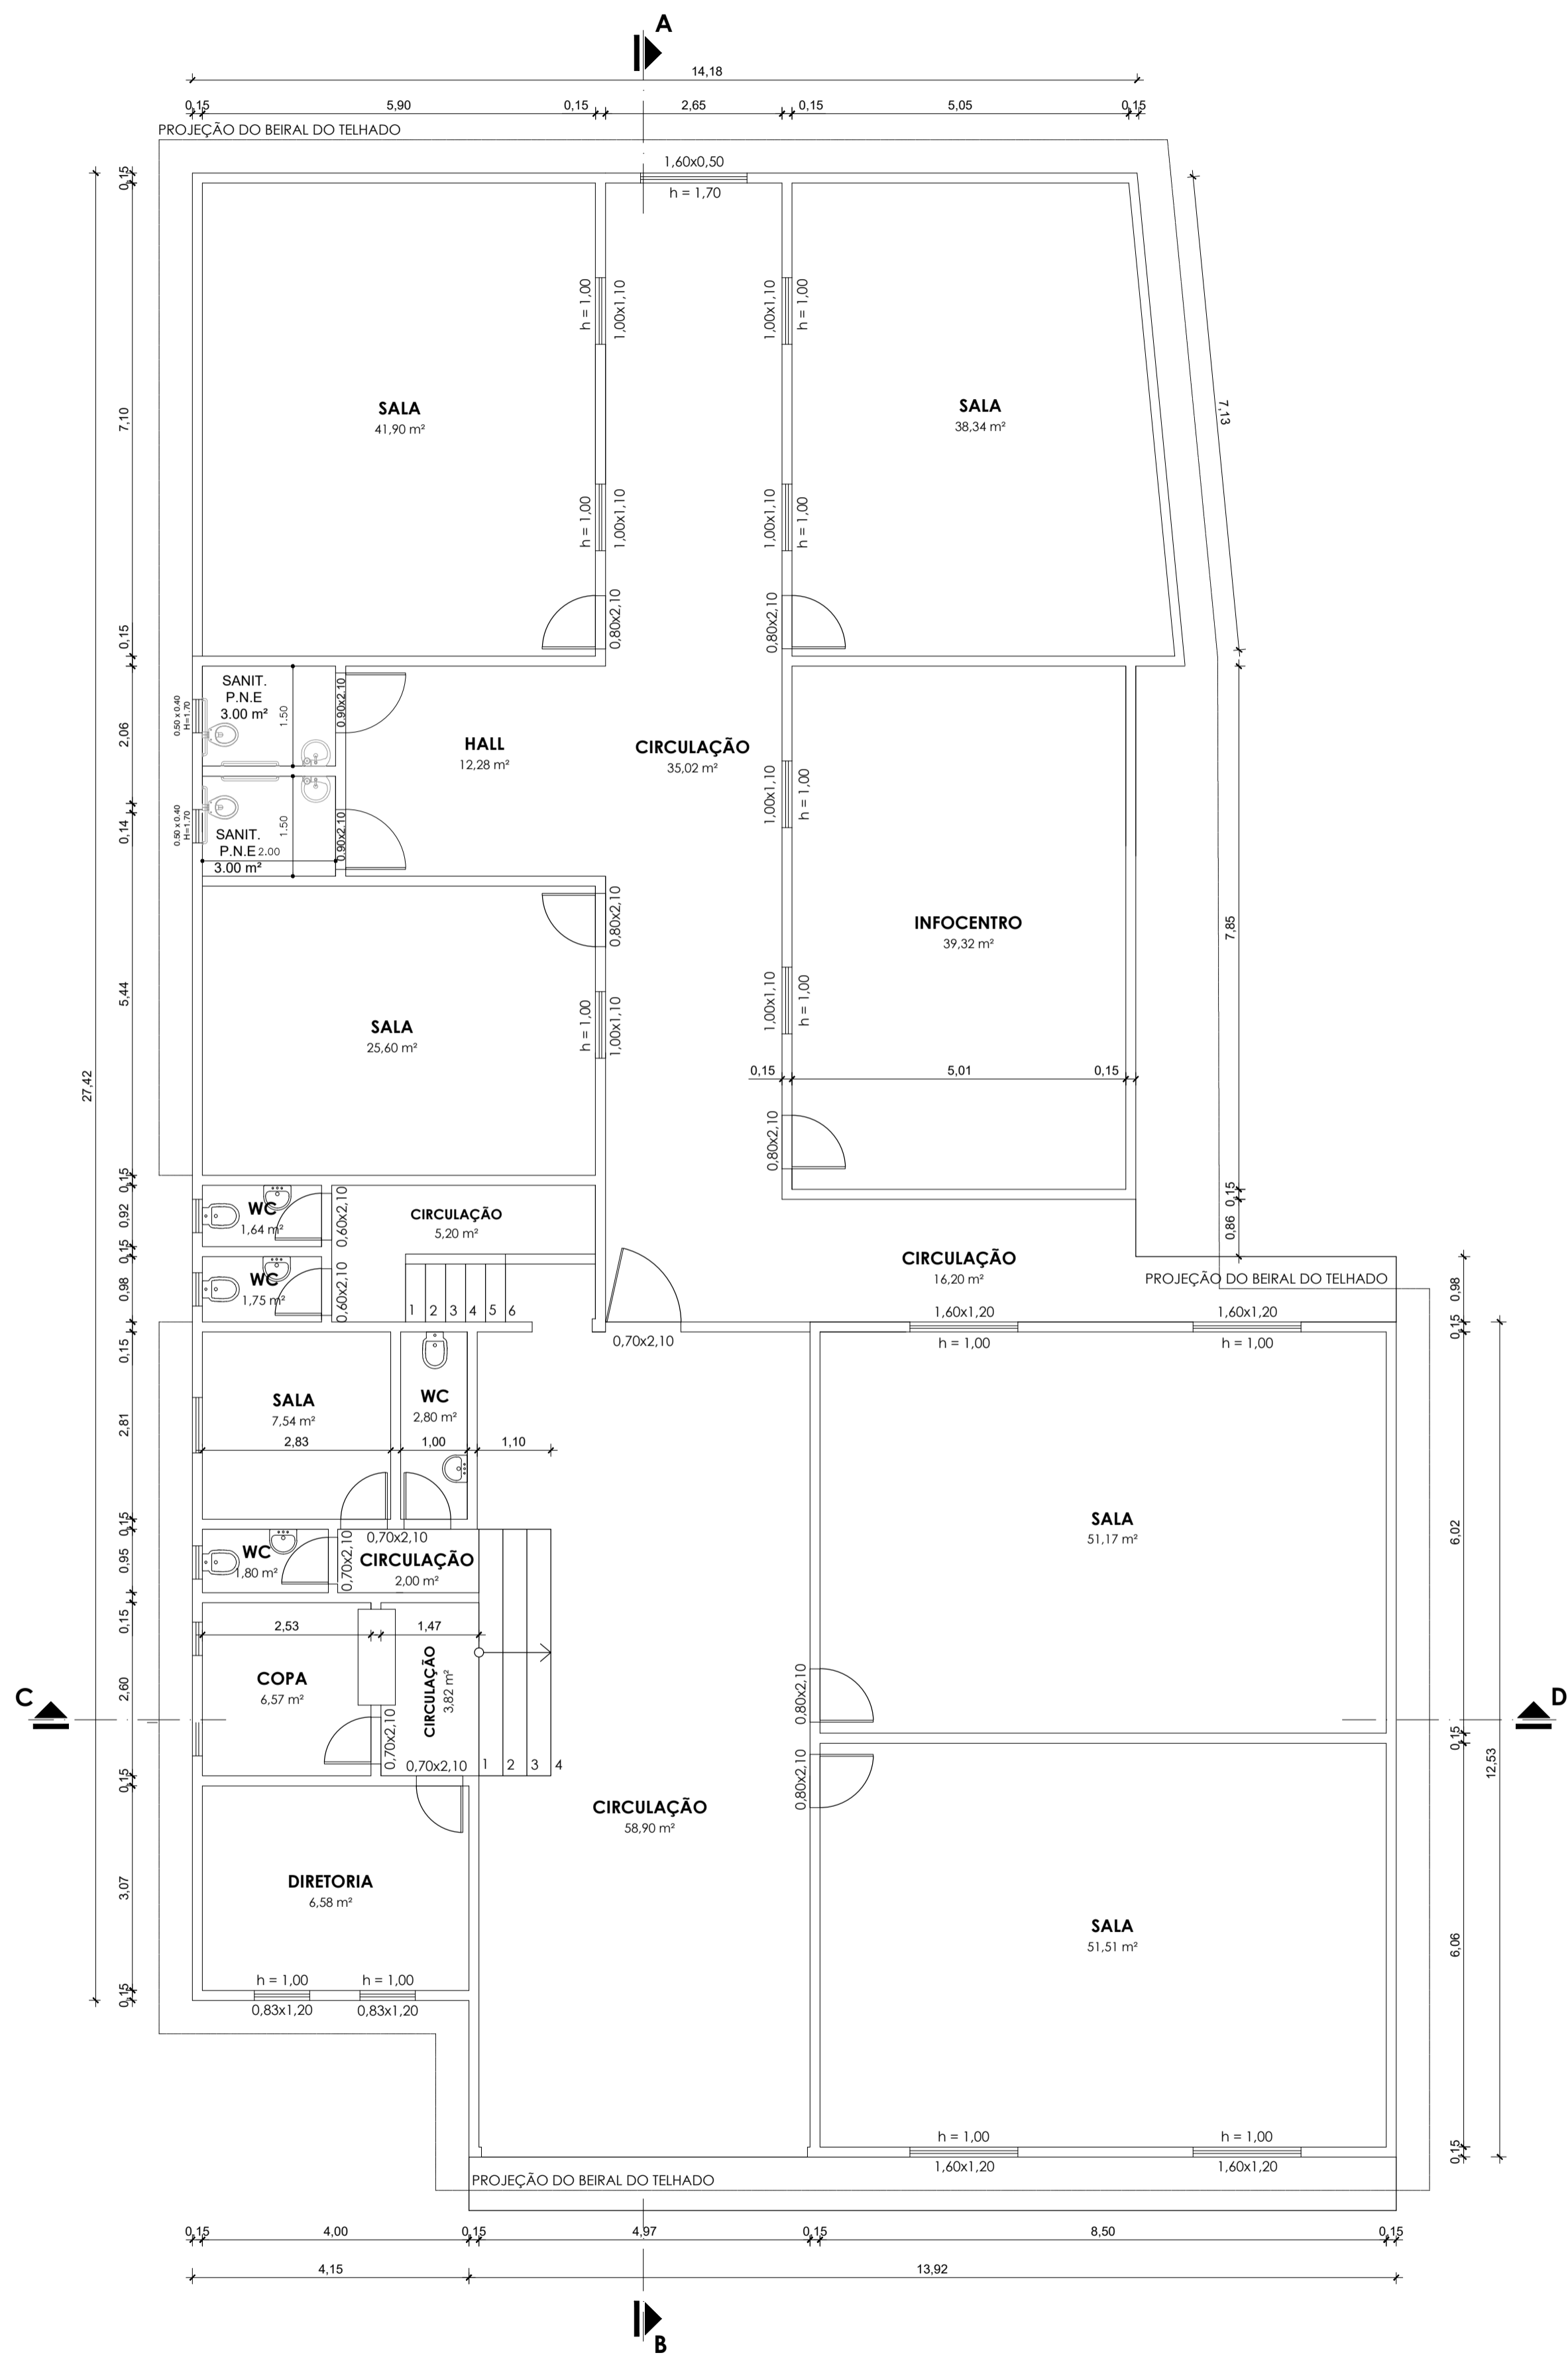 A
14,18
0,15
5,90
0,15
2,65
0,15
5,05
0,15
PROJEÇÃO DO BEIRAL DO TELHADO
1,60x0,50
h = 1,70
0,15
7,10
0,15
2,06
0,14
5,44
0,15
0,92
0,15
0,98
0,15
2,81
0,15
0,95
0,15
2,60
0,15
3,07
0,15
27,42
SALA
41,90 m²
h = 1,00
1,00x1,10
h = 1,00
1,00x1,10
0,80x2,10
1,00x1,10
h = 1,00
1,00x1,10
h = 1,00
0,80x2,10
SALA
38,34 m²
7,13
SANIT.
P.N.E
3.00 m²
1.50
0.90x2.10
0.50 x 0.40
H=1.70
SANIT.
P.N.E
2.00
3.00 m²
1.50
0.90x2.10
0.50 x 0.40
H=1.70
HALL
12,28 m²
CIRCULAÇÃO
35,02 m²
1,00x1,10
h = 1,00
1,00x1,10
h = 1,00
INFOCENTRO
39,32 m²
0,15
5,01
0,15
0,80x2,10
7,85
0,15
0,86
0,80x2,10
SALA
25,60 m²
h = 1,00
1,00x1,10
WC
1,64 m²
0,60x2,10
CIRCULAÇÃO
5,20 m²
WC
1,75 m²
0,60x2,10
1
2
3
4
5
6
0,70x2,10
CIRCULAÇÃO
16,20 m²
PROJEÇÃO DO BEIRAL DO TELHADO
1,60x1,20
h = 1,00
1,60x1,20
h = 1,00
0,98
0,15
6,02
0,15
6,06
0,15
12,53
SALA
7,54 m²
2,83
WC
2,80 m²
1,00
1,10
0,70x2,10
WC
1,80 m²
0,70x2,10
CIRCULAÇÃO
2,00 m²
SALA
51,17 m²
0,80x2,10
2,53
1,47
COPA
6,57 m²
CIRCULAÇÃO
3,82 m²
0,70x2,10
0,70x2,10
1
2
3
4
C
D
0,80x2,10
CIRCULAÇÃO
58,90 m²
DIRETORIA
6,58 m²
h = 1,00
0,83x1,20
h = 1,00
0,83x1,20
SALA
51,51 m²
h = 1,00
1,60x1,20
h = 1,00
1,60x1,20
PROJEÇÃO DO BEIRAL DO TELHADO
0,15
4,00
0,15
4,97
0,15
8,50
0,15
4,15
13,92
B